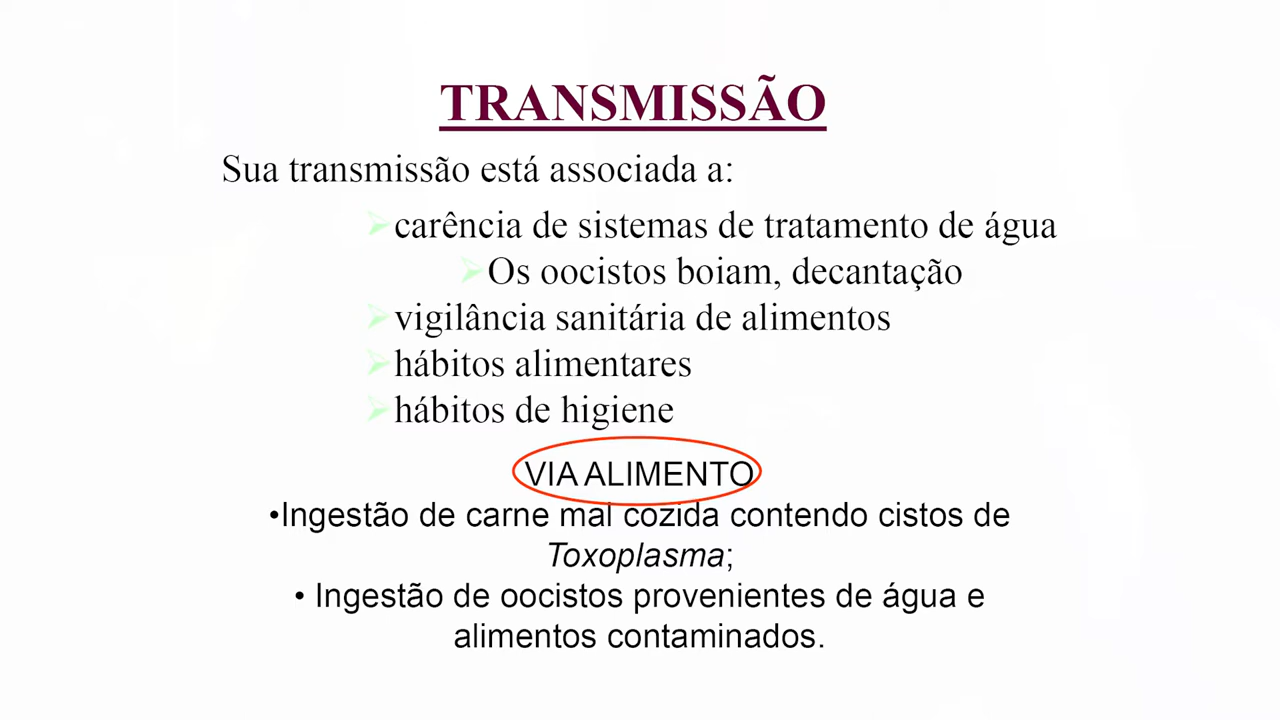 TRANSMISSÃO
Sua transmissão está associada a:
carência de sistemas de tratamento de água
Os oocistos boiam, decantação
vigilância sanitária de alimentos
hábitos alimentares
hábitos de higiene
VIA ALIMENTO
•Ingestão de carne mal cozida contendo cistos de
Toxoplasma;
• Ingestão de oocistos provenientes de água e
alimentos contaminados.